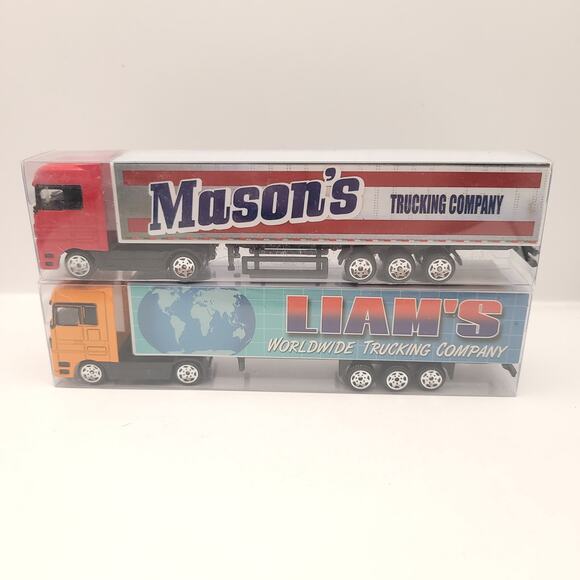 Mason's
TRUCKING COMPANY
LIAM'S
WORLDWIDE TRUCKING COMPANY